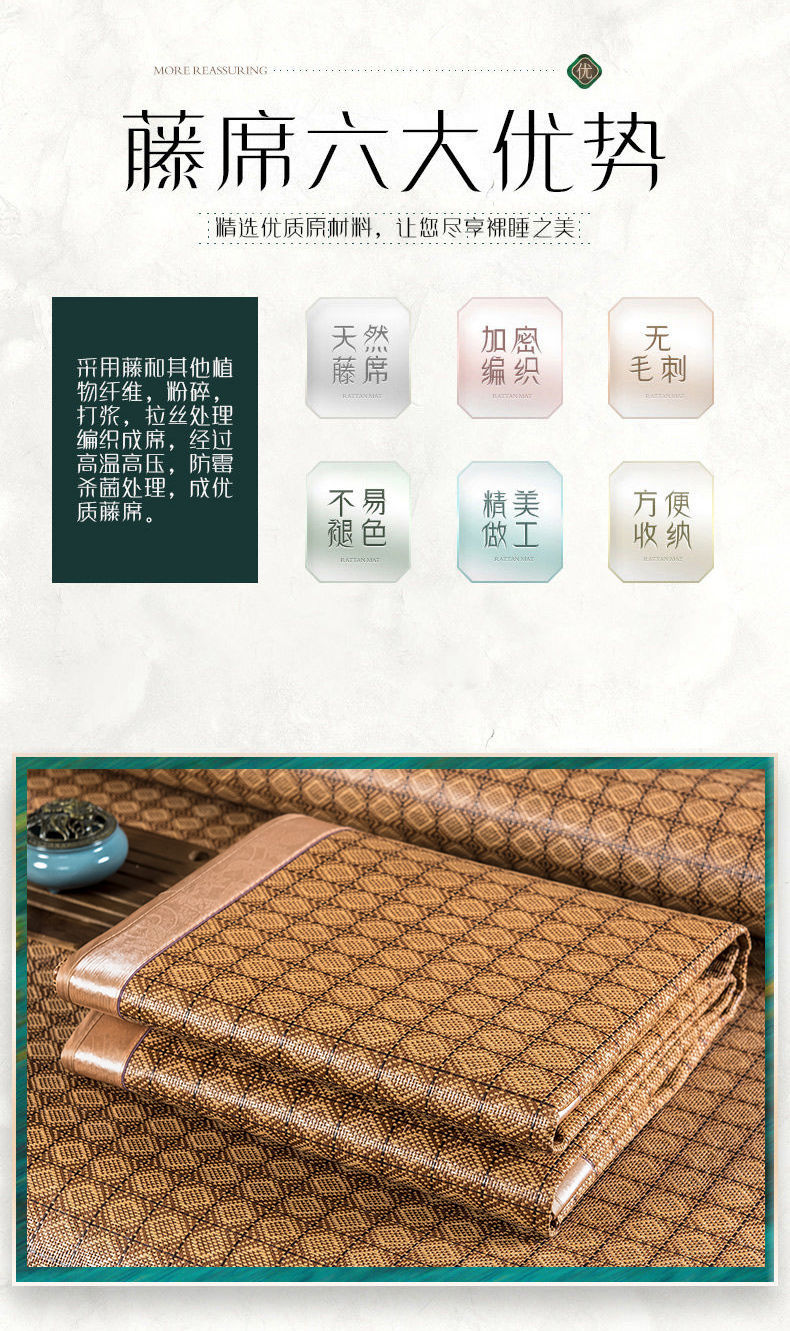 MORE REASSURING
优
藤席六大优势
精选优质原材料，让您尽享裸睡之美
采用藤和其他植
物纤维，粉碎，
打浆，拉丝处理
编织成席，经过
高温高压，防霉
杀菌处理，成优
质藤席。
天然
藤席
RATTAN MAT
加密
编织
RATTAN MAT
无
毛刺
RATTAN MAT
不易
褪色
RATTAN MAT
精美
做工
RATTAN MAT
方便
收纳
RATTAN MAT